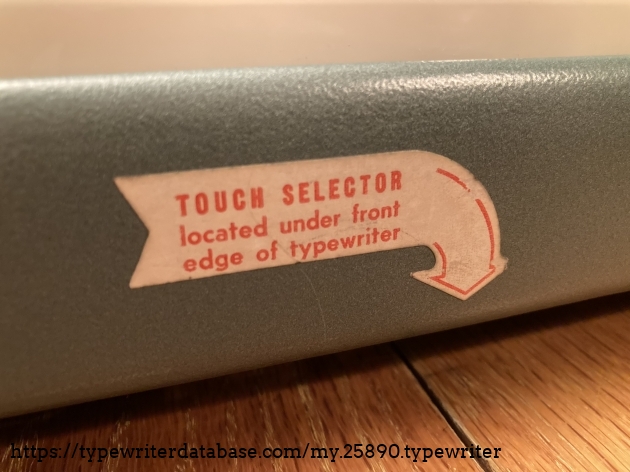 TOUCH SELECTOR
located under front
edge of typewriter
https://typewriterdatabase.com/my.25890.typewriter